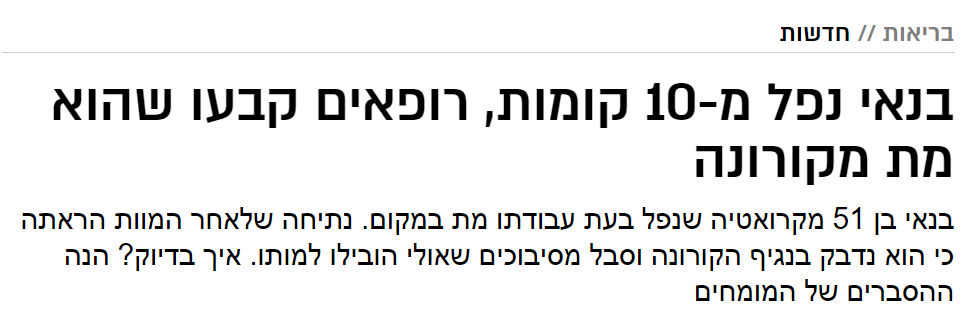 בריאות // חדשות
בנאי נפל מ-10 קומות, רופאים קבעו שהוא
מת מקורונה
בנאי בן 51 מקרואטיה שנפל בעת עבודתו מת במקום. נתיחה שלאחר המוות הראתה
כי הוא נדבק בנגיף הקורונה וסבל מסיבוכים שאולי הובילו למותו. איך בדיוק? הנה
ההסברים של המומחים